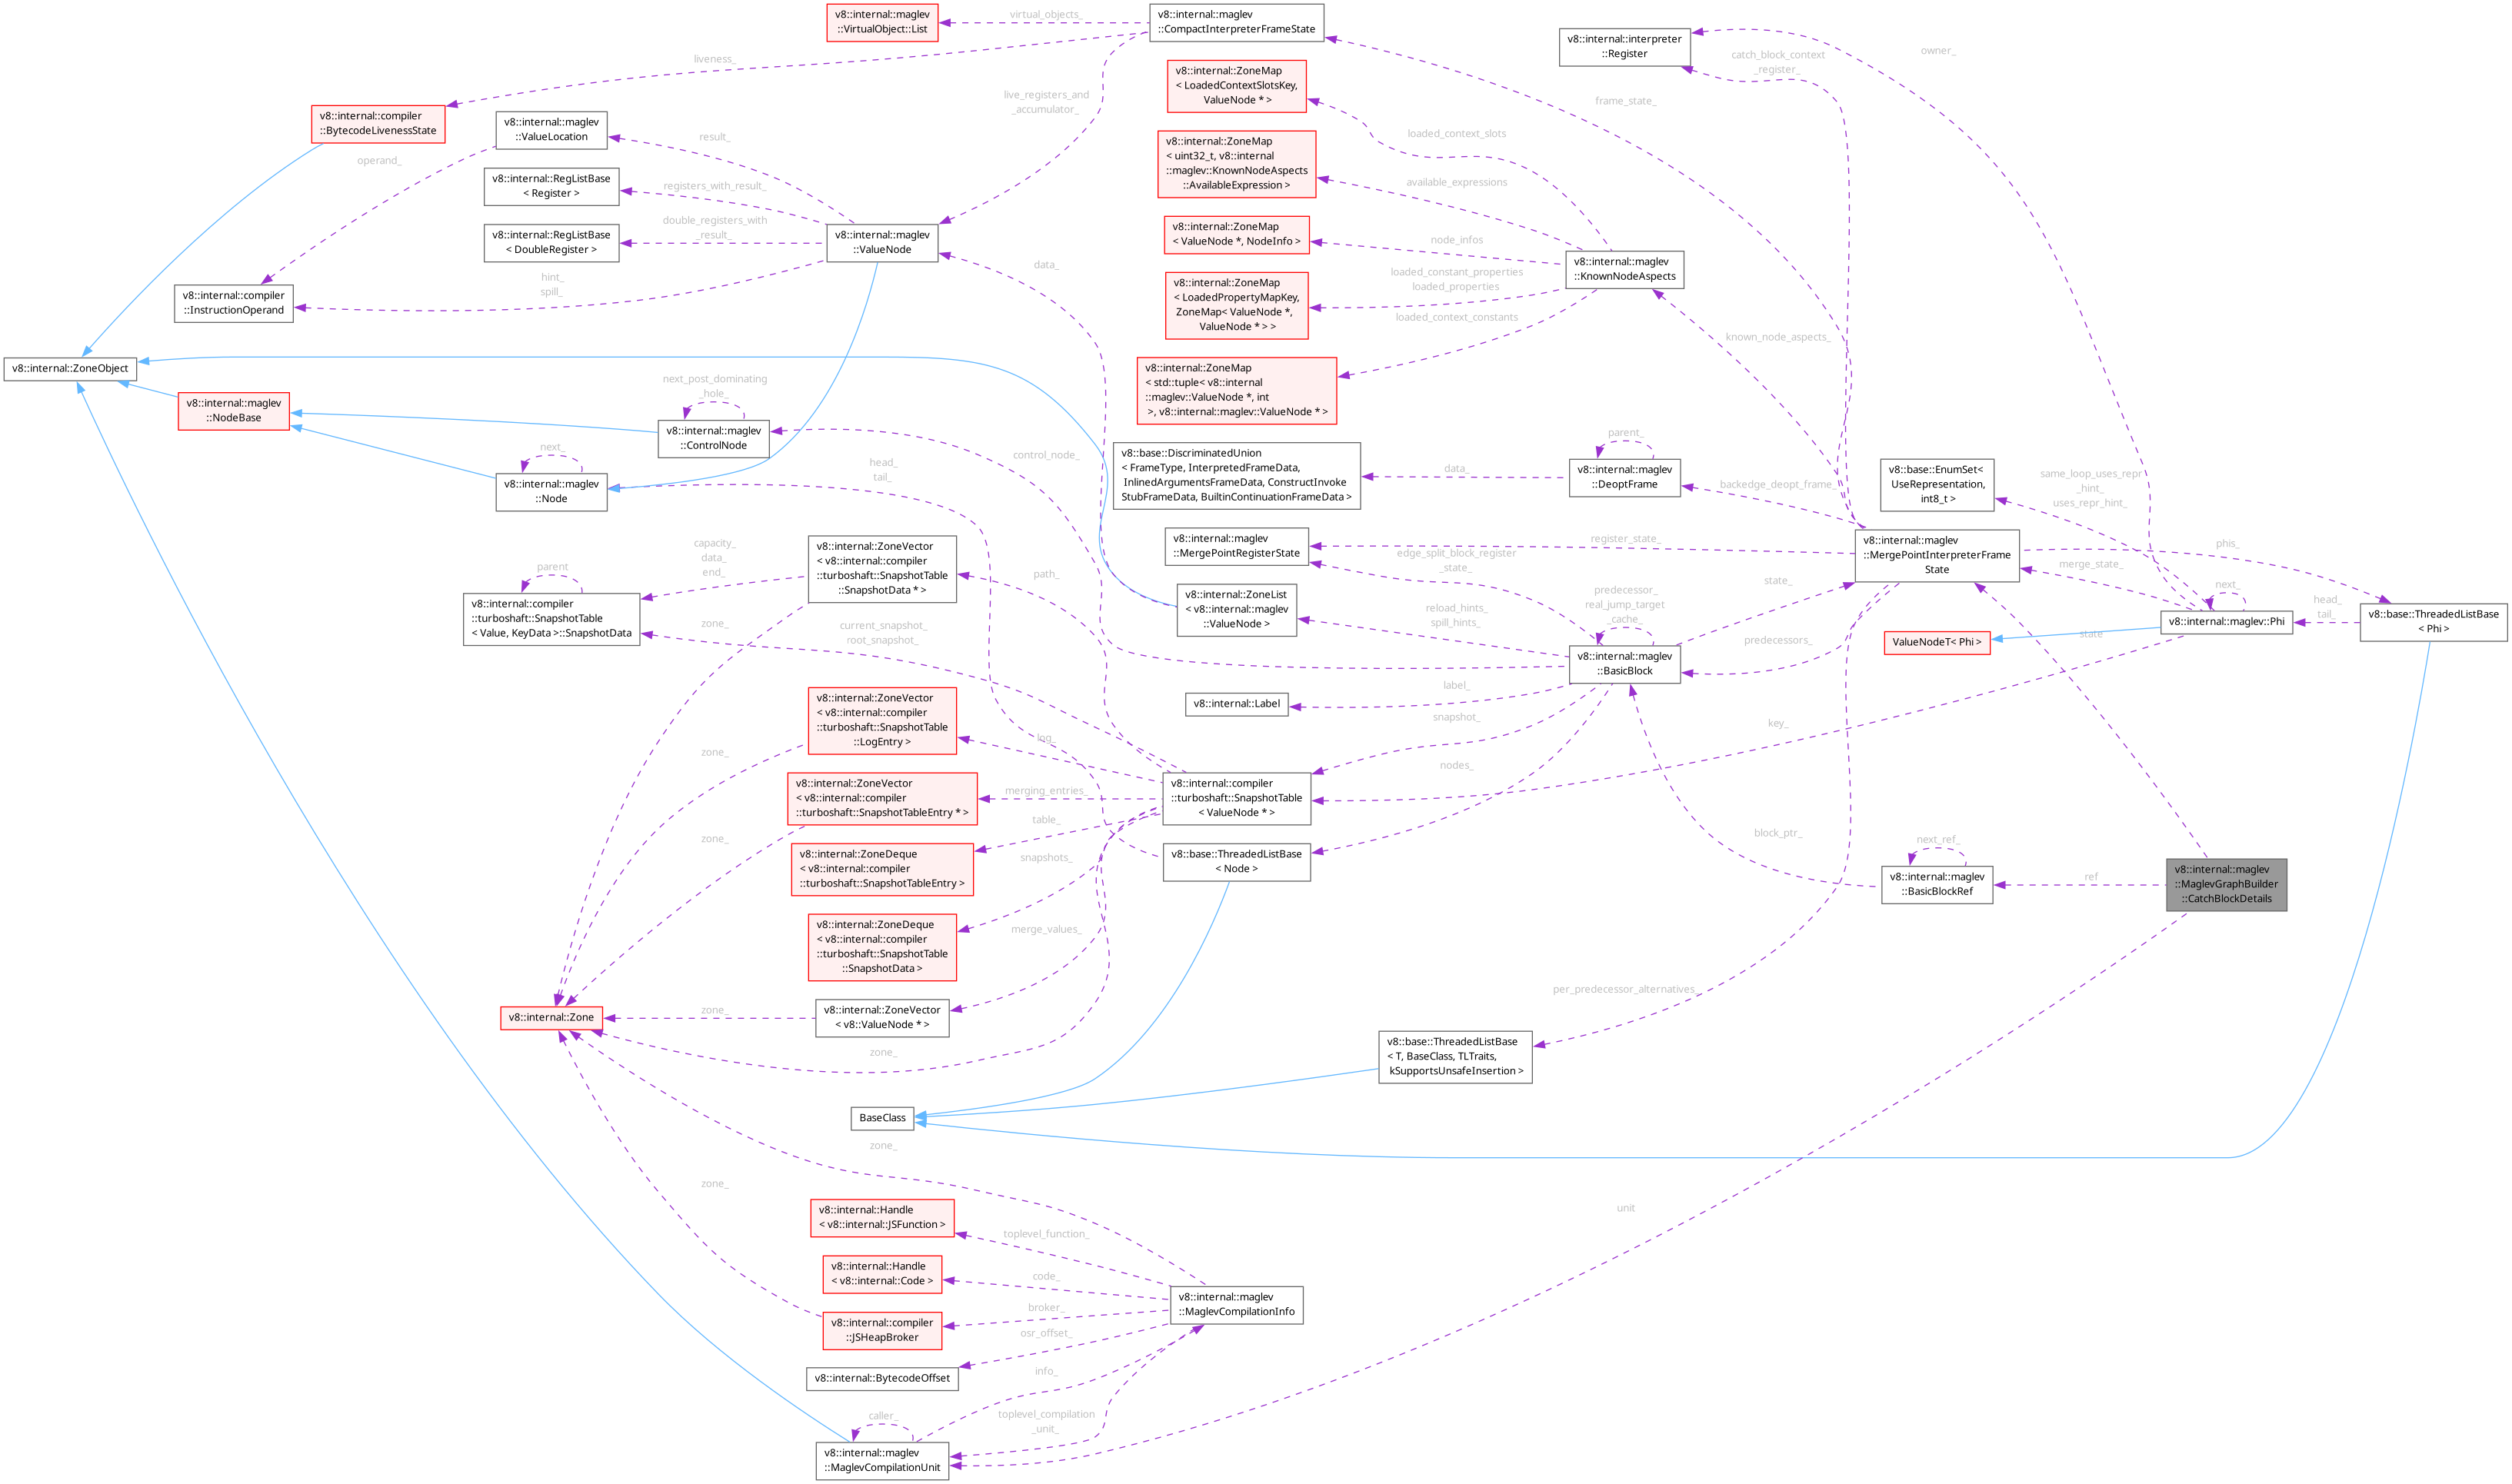 v8::internal::maglev
::VirtualObject::List
virtual_objects_
v8::internal::maglev
::CompactInterpreterFrameState
v8::internal::interpreter
::Register
owner_
catch_block_context
_register_
liveness_
v8::internal::ZoneMap
< LoadedContextSlotsKey,
ValueNode * >
live_registers_and
_accumulator_
frame_state_
v8::internal::compiler
::BytecodeLivenessState
v8::internal::maglev
::ValueLocation
result_
loaded_context_slots
operand_
v8::internal::ZoneMap
< uint32_t, v8::internal
::maglev::KnownNodeAspects
::AvailableExpression >
available_expressions
v8::internal::RegListBase
< Register >
registers_with_result_
v8::internal::RegListBase
< DoubleRegister >
double_registers_with
_result_
v8::internal::maglev
::ValueNode
v8::internal::ZoneMap
< ValueNode *, NodeInfo >
node_infos
data_
v8::internal::maglev
::KnownNodeAspects
v8::internal::compiler
::InstructionOperand
hint_
spill_
v8::internal::ZoneMap
< LoadedPropertyMapKey,
ZoneMap< ValueNode *,
ValueNode * > >
loaded_constant_properties
loaded_properties
loaded_context_constants
known_node_aspects_
v8::internal::ZoneObject
v8::internal::ZoneMap
< std::tuple< v8::internal
::maglev::ValueNode *, int
>, v8::internal::maglev::ValueNode * >
v8::internal::maglev
::NodeBase
next_post_dominating
_hole_
v8::internal::maglev
::ControlNode
next_
v8::internal::maglev
::Node
head_
tail_
control_node_
v8::base::DiscriminatedUnion
< FrameType, InterpretedFrameData,
InlinedArgumentsFrameData, ConstructInvoke
StubFrameData, BuiltinContinuationFrameData >
data_
parent_
v8::internal::maglev
::DeoptFrame
backedge_deopt_frame_
v8::base::EnumSet<
UseRepresentation,
int8_t >
same_loop_uses_repr
_hint_
uses_repr_hint_
capacity_
data_
end_
v8::internal::ZoneVector
< v8::internal::compiler
::turboshaft::SnapshotTable
::SnapshotData * >
path_
v8::internal::maglev
::MergePointRegisterState
edge_split_block_register
_state_
register_state_
v8::internal::maglev
::MergePointInterpreterFrame
State
phis_
merge_state_
parent
v8::internal::compiler
::turboshaft::SnapshotTable
< Value, KeyData >::SnapshotData
zone_
current_snapshot_
root_snapshot_
v8::internal::ZoneList
< v8::internal::maglev
::ValueNode >
reload_hints_
spill_hints_
predecessor_
real_jump_target
_cache_
state_
predecessors_
v8::internal::maglev
::BasicBlock
ValueNodeT< Phi >
next_
v8::internal::maglev::Phi
state
head_
tail_
v8::base::ThreadedListBase
< Phi >
v8::internal::Label
label_
snapshot_
key_
v8::internal::ZoneVector
< v8::internal::compiler
::turboshaft::SnapshotTable
::LogEntry >
log_
zone_
nodes_
v8::internal::ZoneVector
< v8::internal::compiler
::turboshaft::SnapshotTableEntry * >
merging_entries_
v8::internal::compiler
::turboshaft::SnapshotTable
< ValueNode * >
zone_
table_
block_ptr_
v8::internal::ZoneDeque
< v8::internal::compiler
::turboshaft::SnapshotTableEntry >
snapshots_
v8::base::ThreadedListBase
< Node >
next_ref_
v8::internal::maglev
::BasicBlockRef
ref
v8::internal::maglev
::MaglevGraphBuilder
::CatchBlockDetails
v8::internal::ZoneDeque
< v8::internal::compiler
::turboshaft::SnapshotTable
::SnapshotData >
merge_values_
per_predecessor_alternatives_
v8::internal::Zone
zone_
v8::internal::ZoneVector
< v8::ValueNode * >
zone_
v8::base::ThreadedListBase
< T, BaseClass, TLTraits,
kSupportsUnsafeInsertion >
BaseClass
zone_
zone_
v8::internal::Handle
< v8::internal::JSFunction >
toplevel_function_
unit
v8::internal::Handle
< v8::internal::Code >
code_
v8::internal::maglev
::MaglevCompilationInfo
v8::internal::compiler
::JSHeapBroker
broker_
osr_offset_
v8::internal::BytecodeOffset
info_
caller_
toplevel_compilation
_unit_
v8::internal::maglev
::MaglevCompilationUnit